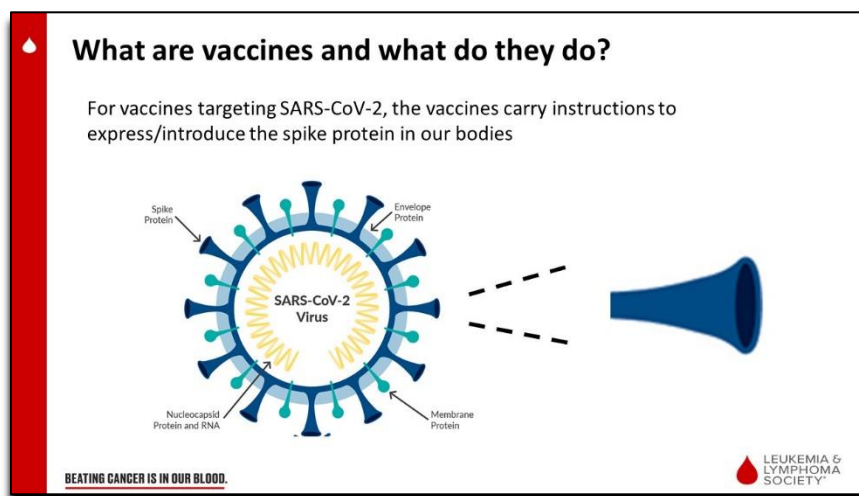 What are vaccines and what do they do?
For vaccines targeting SARS-CoV-2, the vaccines carry instructions to
express/introduce the spike protein in our bodies
Spike
Protein
Envelope
Protein
SARS-CoV-2
Virus
Nucleocapsid
Protein and RNA
Membrane
Protein
BEATING CANCER IS IN OUR BLOOD.
LEUKEMIA &
LYMPHOMA
SOCIETY®